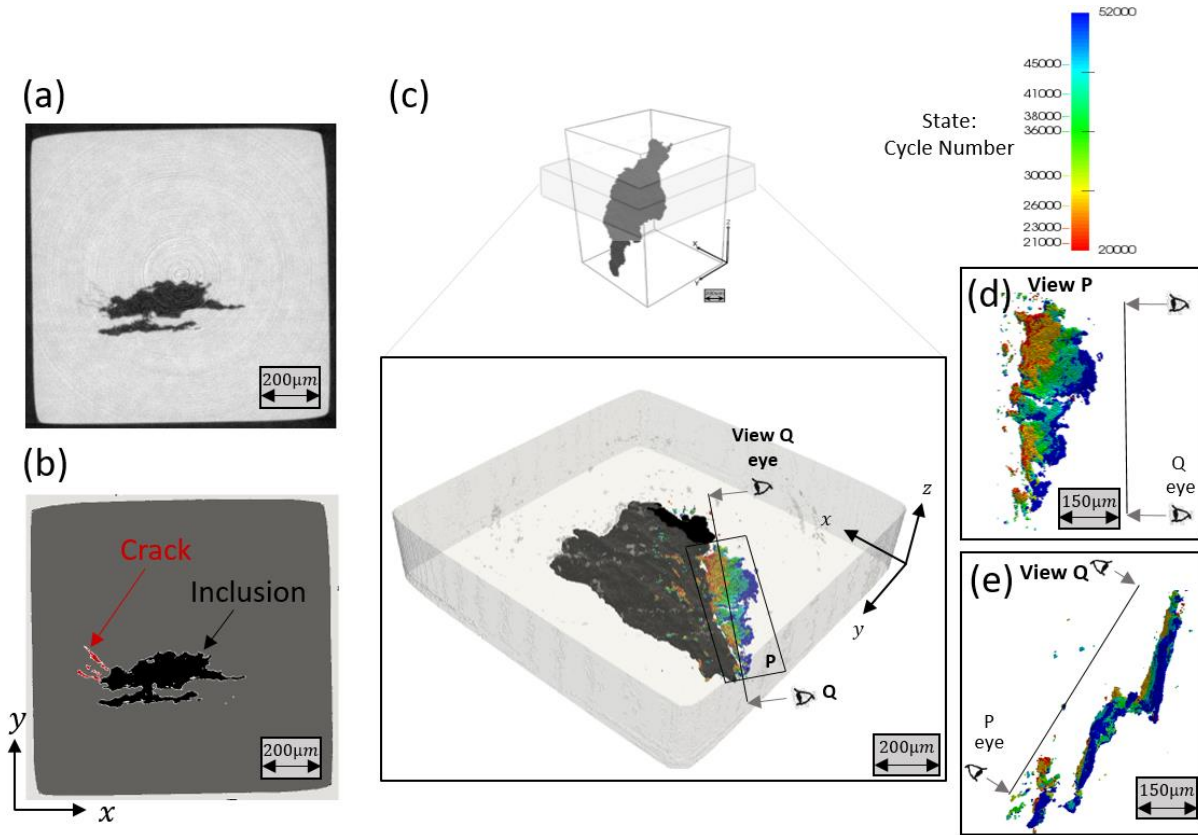 (a)
200μm
(b)
Crack
Inclusion
y
x
200μm
(c)
z
x
y
View Q
eye
z
x
y
P
Q
200μm
State:
Cycle Number
52000
45000
41000
38000
36000
30000
26000
23000
21000
20000
(d)
View P
Q
eye
150μm
(e)
View Q
P
eye
150μm